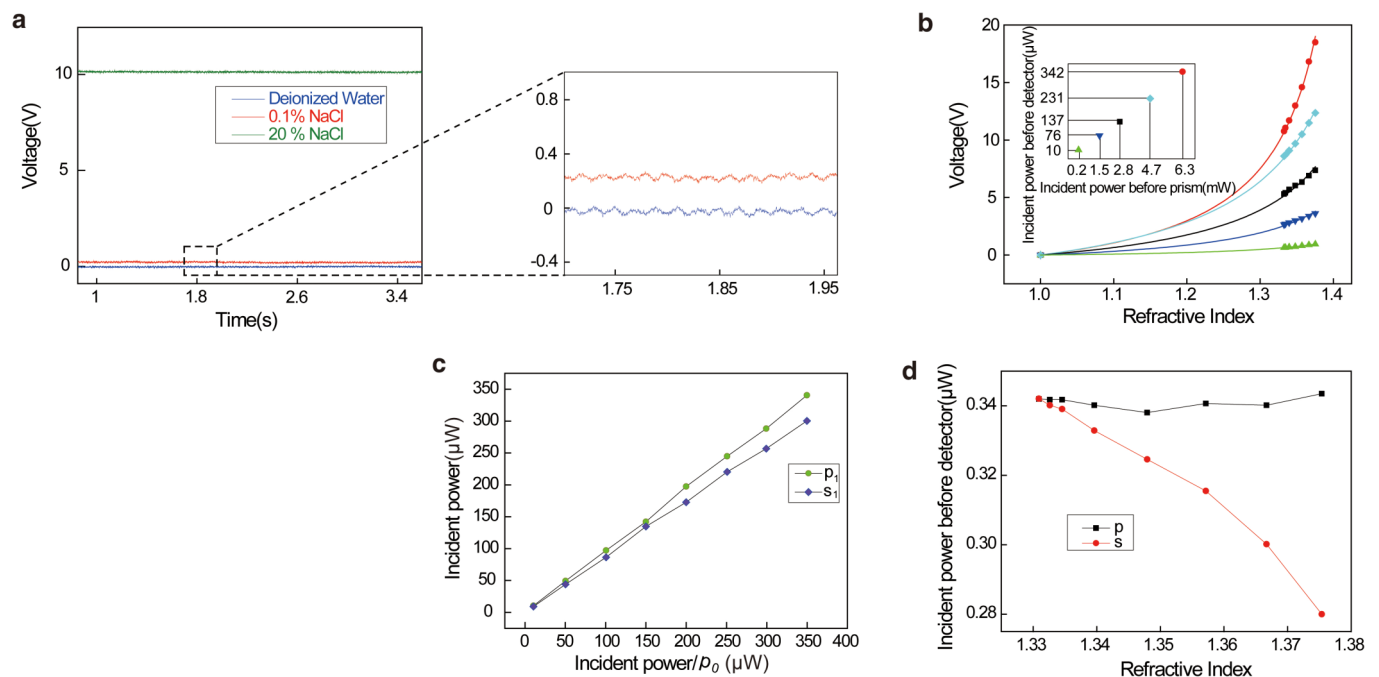 a
Voltage(V)
10
5
0
Deionized Water
0.1% NaCl
20 % NaCl
1
1.8
2.6
3.4
Time(s)
0.8
0.4
0
-0.4
1.75
1.85
1.95
b
Voltage(V)
20
15
10
5
0
1.0
1.1
1.2
1.3
1.4
Refractive Index
Incident power before detector(μW)
342
231
137
76
10
0.2
1.5
2.8
4.7
6.3
Incident power before prism(mW)
c
Incident power(μW)
350
300
250
200
150
100
50
0
0
50
100
150
200
250
300
350
400
Incident power/p₀ (μW)
p₁
s₁
d
Incident power before detector(μW)
0.34
0.32
0.30
0.28
1.33
1.34
1.35
1.36
1.37
1.38
Refractive Index
p
s